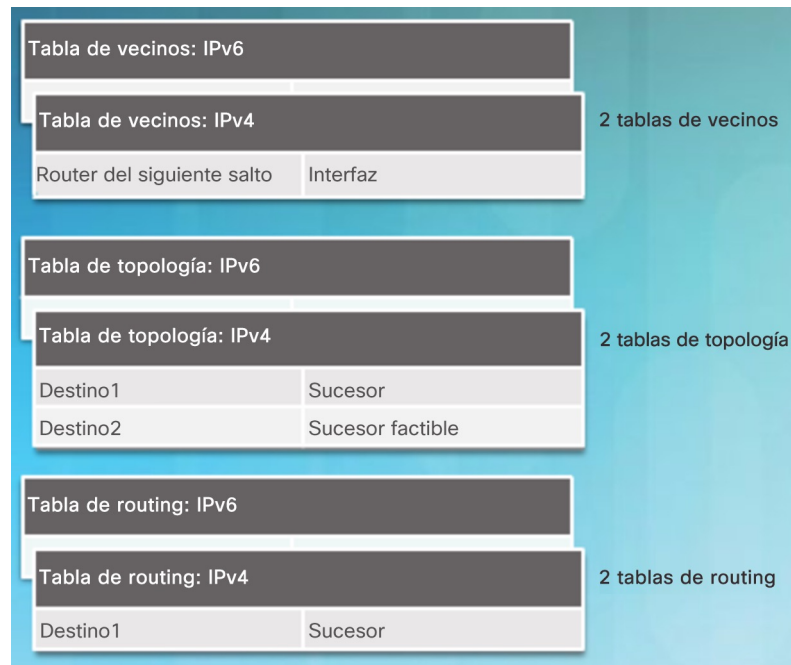 Tabla de vecinos: IPv6
Tabla de vecinos: IPv4
2 tablas de vecinos
Router del siguiente salto Interfaz
Tabla de topología: IPv6
Tabla de topología: IPv4
2 tablas de topología
Destino1 Sucesor
Destino2 Sucesor factible
Tabla de routing: IPv6
Tabla de routing: IPv4
2 tablas de routing
Destino1 Sucesor